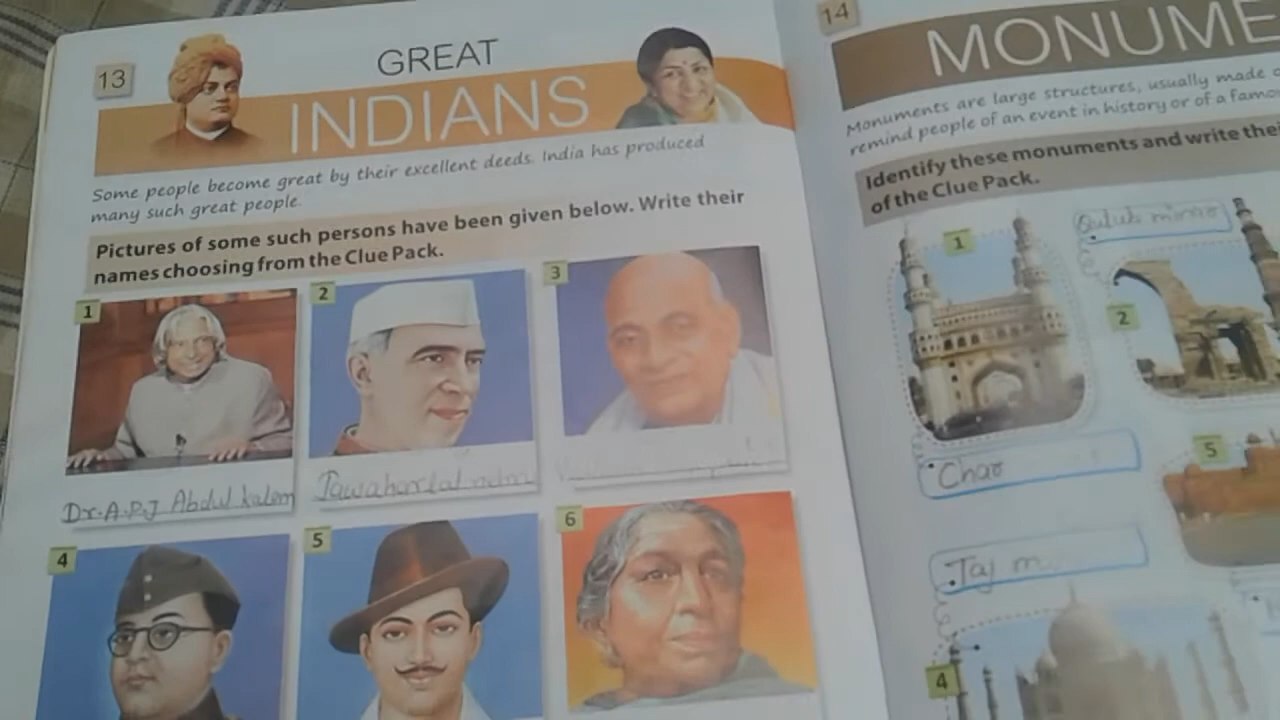 13
GREAT
INDIANS
Some people become great by their excellent deeds. India has produced
many such great people.
Pictures of some such persons have been given below. Write their
names choosing from the Clue Pack.
1
2
3
Dr. A.P.J Abdul kalem
Jawaharlal
4
5
6
14
MONUME
Monuments are large structures, usually made o
remind people of an event in history or of a famo
Identify these monuments and write thei
of the Clue Pack.
1
Qutub minar
2
Char
5
Taj m
4